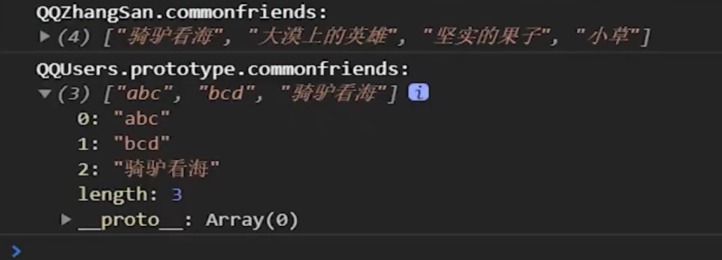 QQZhangSan.commonfriends:
▶(4) ["骑驴看海", "大漠上的英雄", "坚实的果子", "小草"]
QQUsers.prototype.commonfriends:
▼(3) ["abc", "bcd", "骑驴看海"] i
0: "abc"
1: "bcd"
2: "骑驴看海"
length: 3
▶__proto__: Array(0)
>